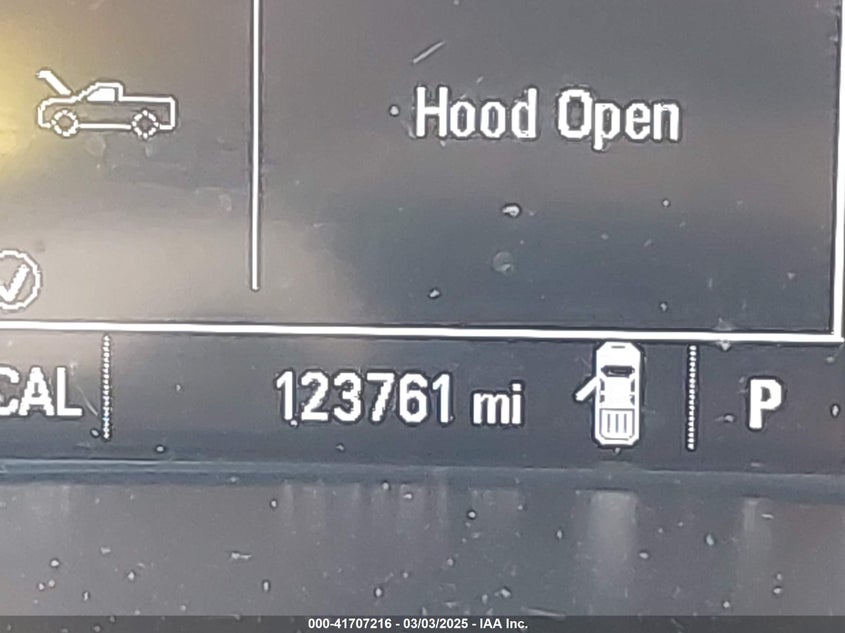 Hood Open
CAL
123761 mi
P
000-41707216 - 03/03/2025 - IAA Inc.